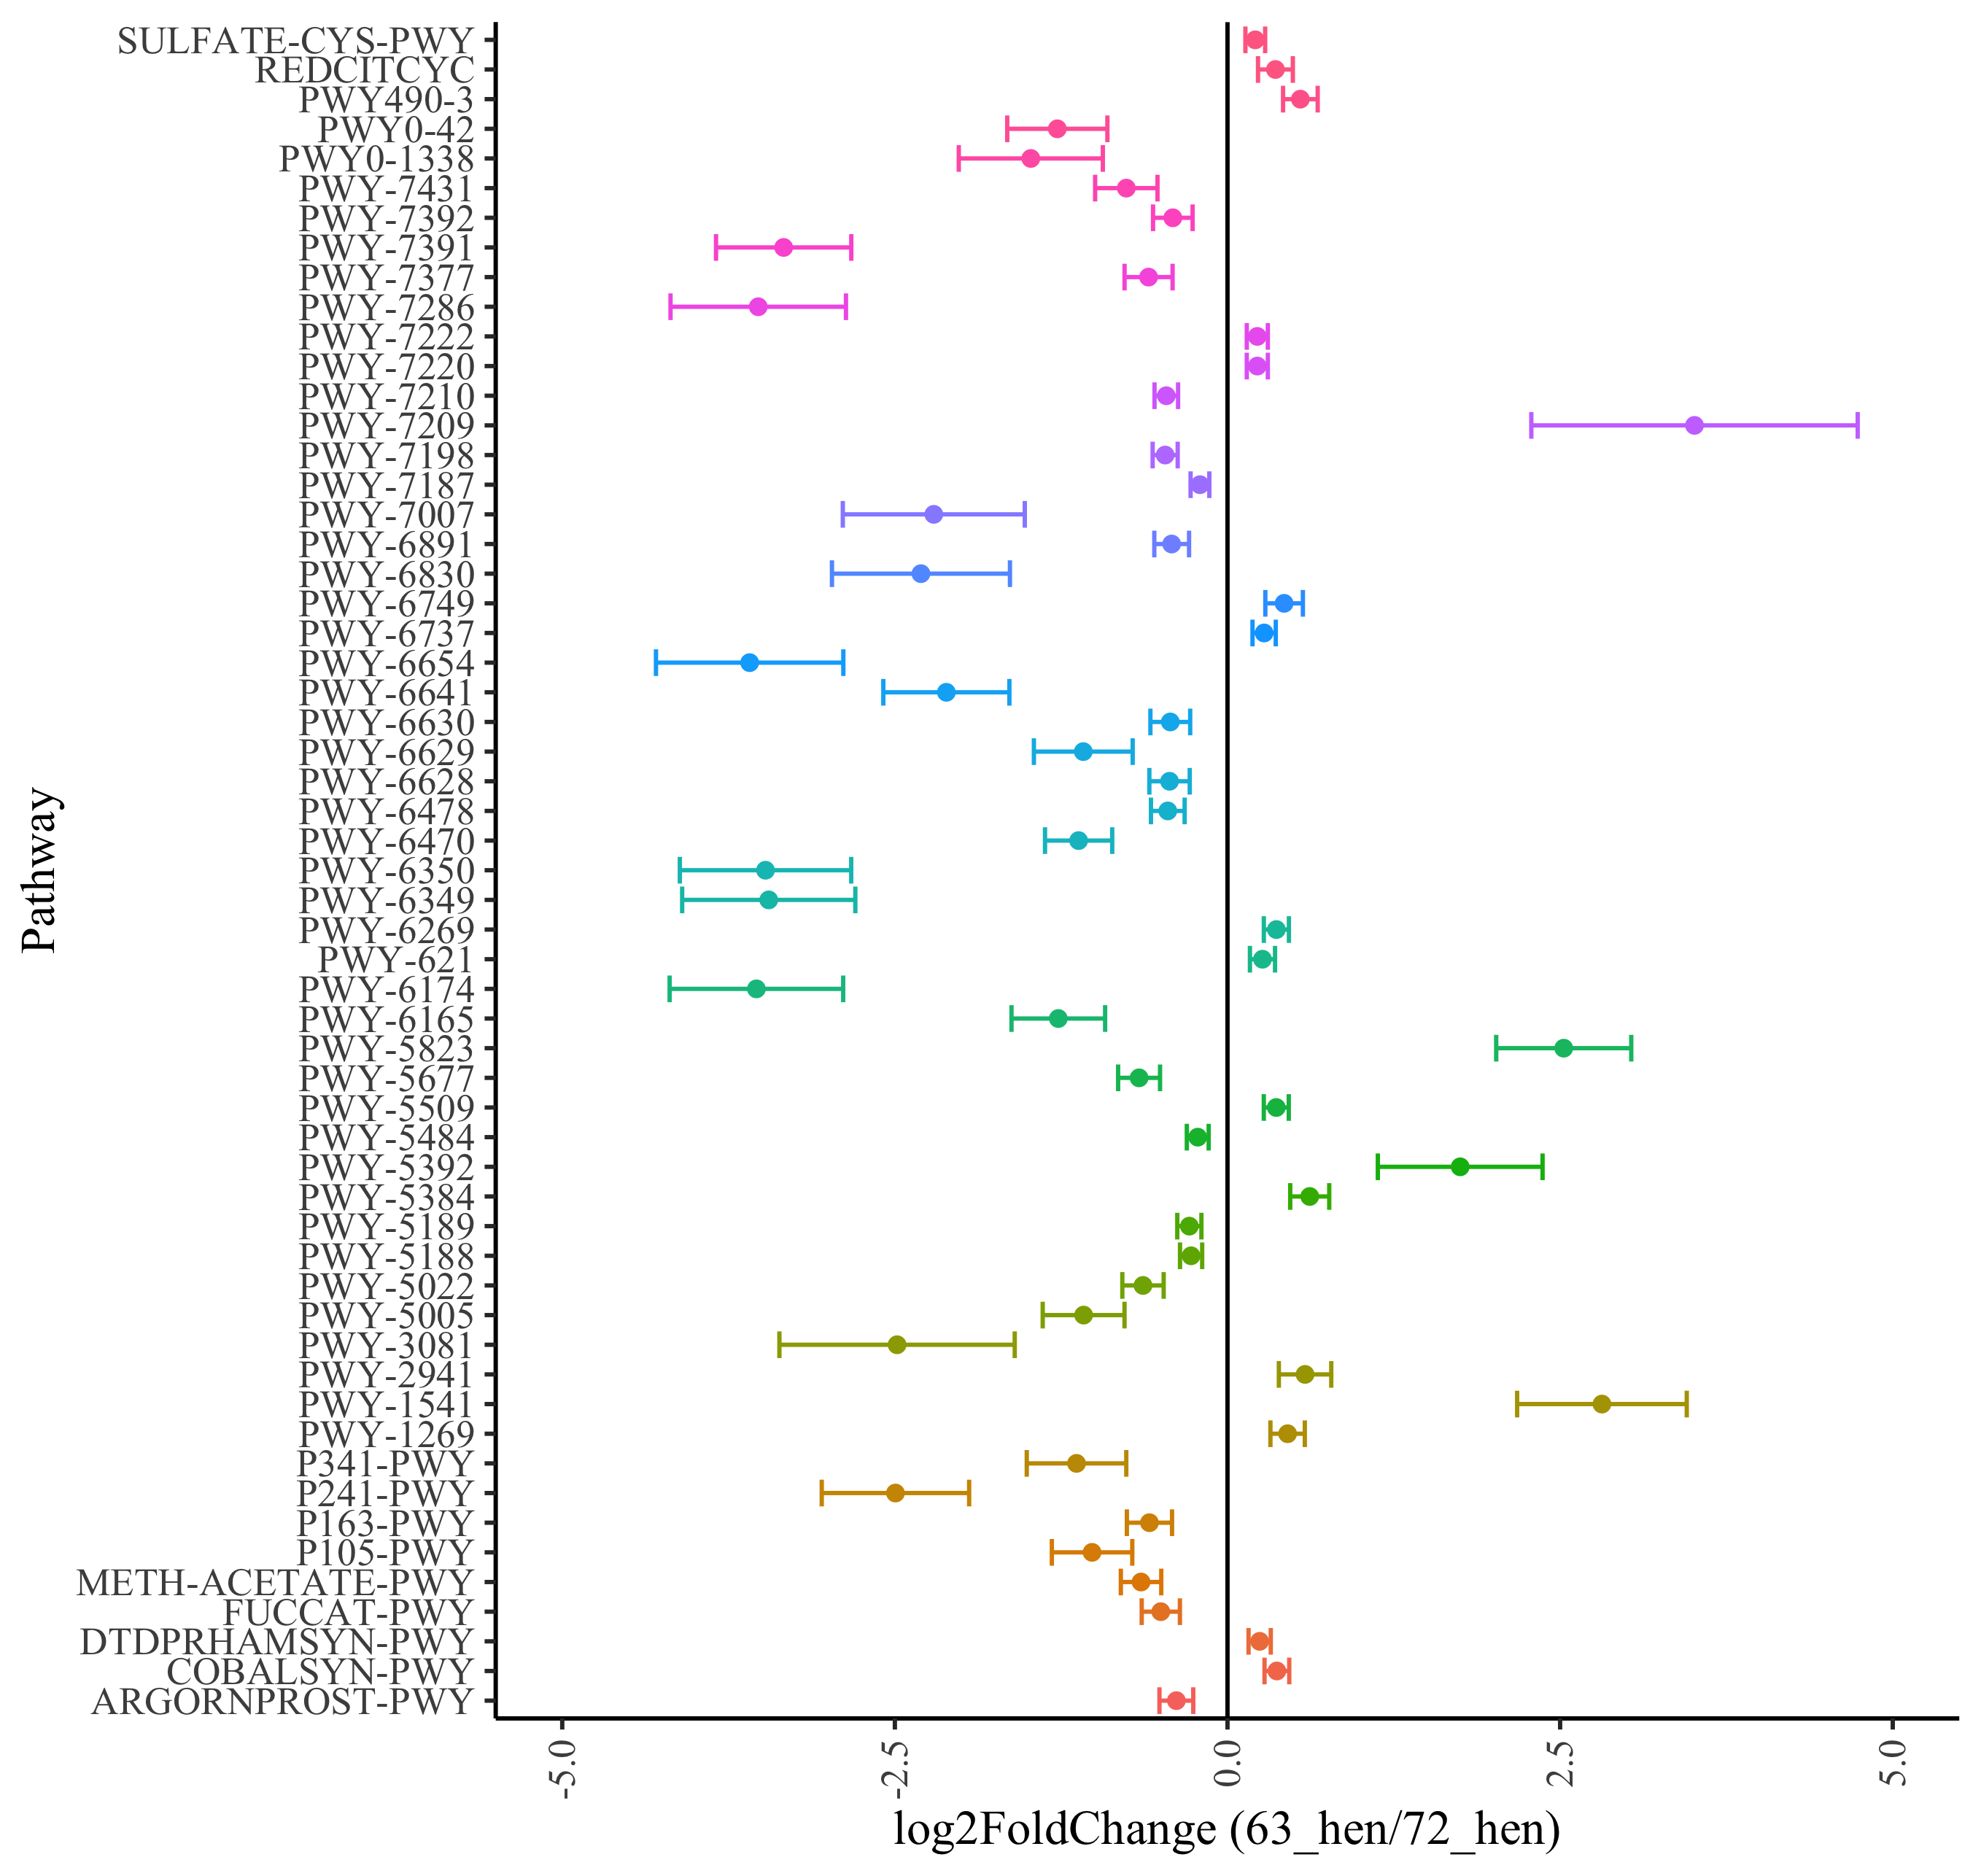 SULFATE-CYS-PWY
REDCITCYC
PWY490-3
PWY0-42
PWY0-1338
PWY-7431
PWY-7392
PWY-7391
PWY-7377
PWY-7286
PWY-7222
PWY-7220
PWY-7210
PWY-7209
PWY-7198
PWY-7187
PWY-7007
PWY-6891
PWY-6830
PWY-6749
PWY-6737
PWY-6654
PWY-6641
PWY-6630
PWY-6629
PWY-6628
PWY-6478
PWY-6470
PWY-6350
PWY-6349
PWY-6269
PWY-621
PWY-6174
PWY-6165
PWY-5823
PWY-5677
PWY-5509
PWY-5484
PWY-5392
PWY-5384
PWY-5189
PWY-5188
PWY-5022
PWY-5005
PWY-3081
PWY-2941
PWY-1541
PWY-1269
P341-PWY
P241-PWY
P163-PWY
P105-PWY
METH-ACETATE-PWY
FUCCAT-PWY
DTDPRHAMSYN-PWY
COBALSYN-PWY
ARGORNPROST-PWY
Pathway
-5.0
-2.5
0.0
2.5
5.0
log2FoldChange (63_hen/72_hen)